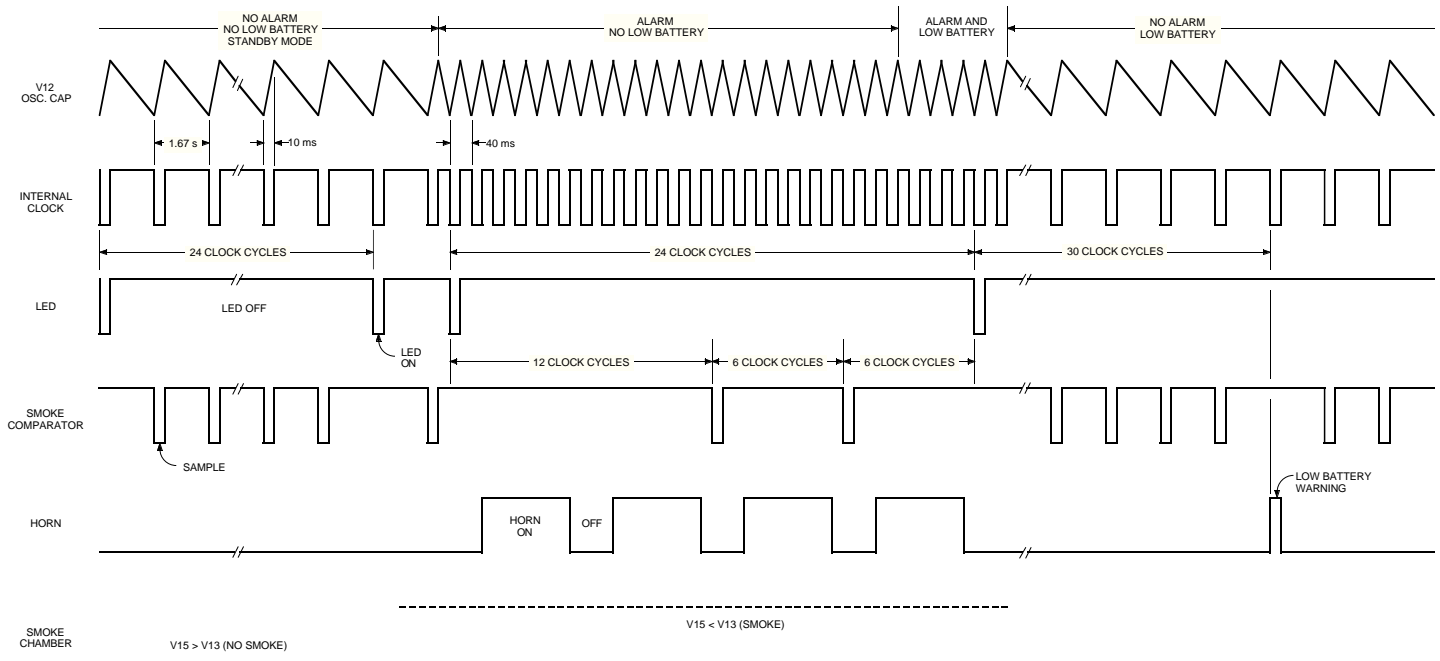 NO ALARM
NO LOW BATTERY
STANDBY MODE
ALARM
NO LOW BATTERY
ALARM AND
LOW BATTERY
NO ALARM
LOW BATTERY
V12
OSC. CAP
1.67 s
10 ms
40 ms
INTERNAL
CLOCK
24 CLOCK CYCLES
24 CLOCK CYCLES
30 CLOCK CYCLES
LED
LED OFF
LED
ON
12 CLOCK CYCLES
6 CLOCK CYCLES
6 CLOCK CYCLES
SMOKE
COMPARATOR
SAMPLE
LOW BATTERY
WARNING
HORN
HORN
ON
OFF
V15 < V13 (SMOKE)
SMOKE
CHAMBER
V15 > V13 (NO SMOKE)